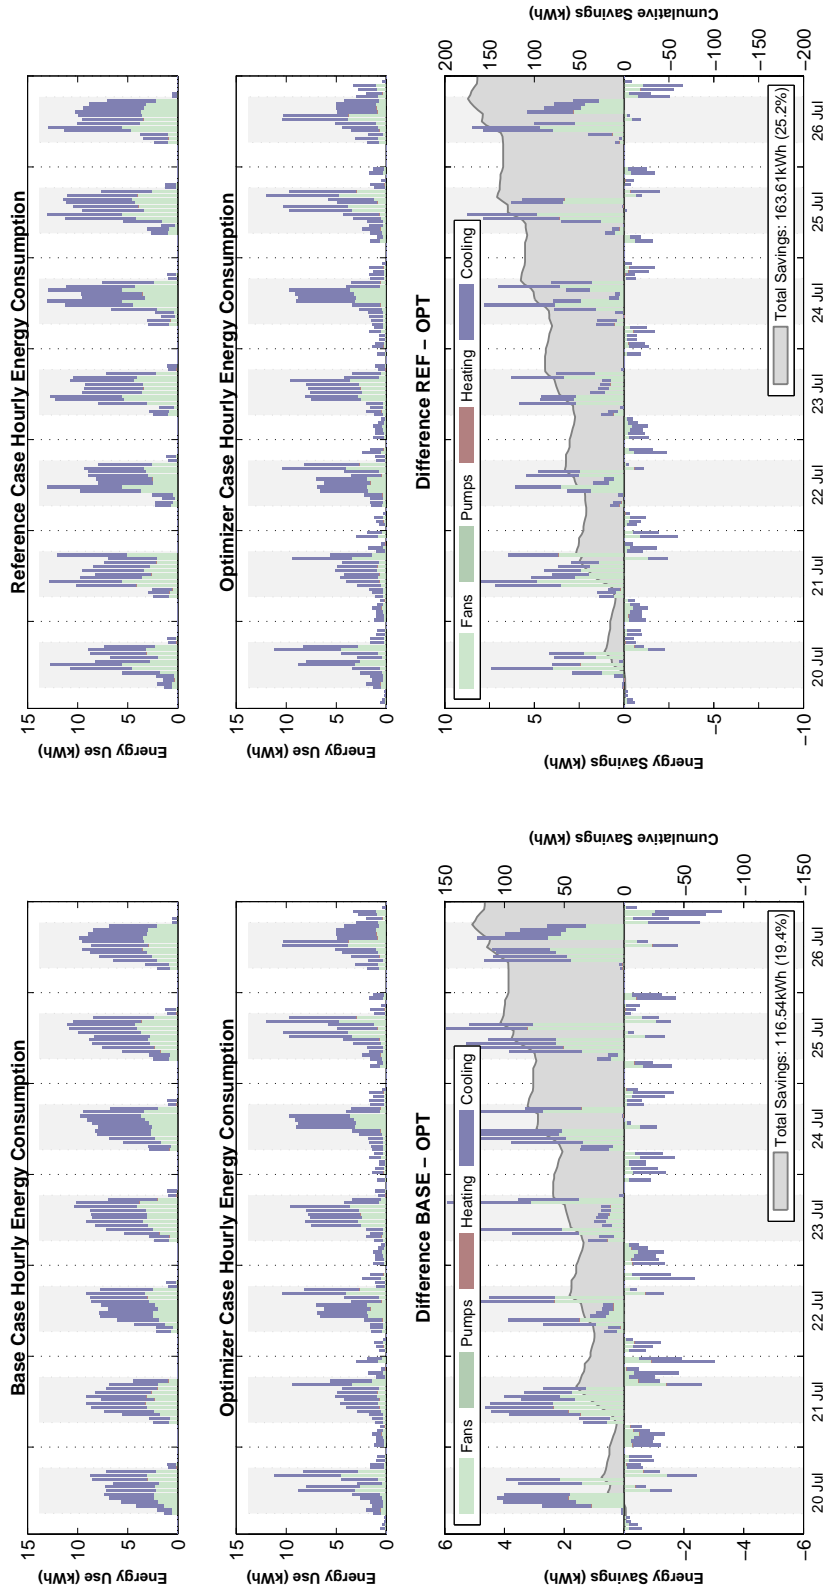 Base Case Hourly Energy Consumption
Energy Use (kWh)
15
10
5
0
Optimizer Case Hourly Energy Consumption
Energy Use (kWh)
15
10
5
0
Difference BASE – OPT
Fans Pumps Heating Cooling
Energy Savings (kWh)
6
4
2
0
−2
−4
−6
Cumulative Savings (kWh)
150
100
50
0
−50
−100
−150
Total Savings: 116.54kWh (19.4%)
20 Jul 21 Jul 22 Jul 23 Jul 24 Jul 25 Jul 26 Jul
Reference Case Hourly Energy Consumption
Energy Use (kWh)
15
10
5
0
Optimizer Case Hourly Energy Consumption
Energy Use (kWh)
15
10
5
0
Difference REF – OPT
Fans Pumps Heating Cooling
Energy Savings (kWh)
10
5
0
−5
−10
Cumulative Savings (kWh)
200
150
100
50
0
−50
−100
−150
−200
Total Savings: 163.61kWh (25.2%)
20 Jul 21 Jul 22 Jul 23 Jul 24 Jul 25 Jul 26 Jul